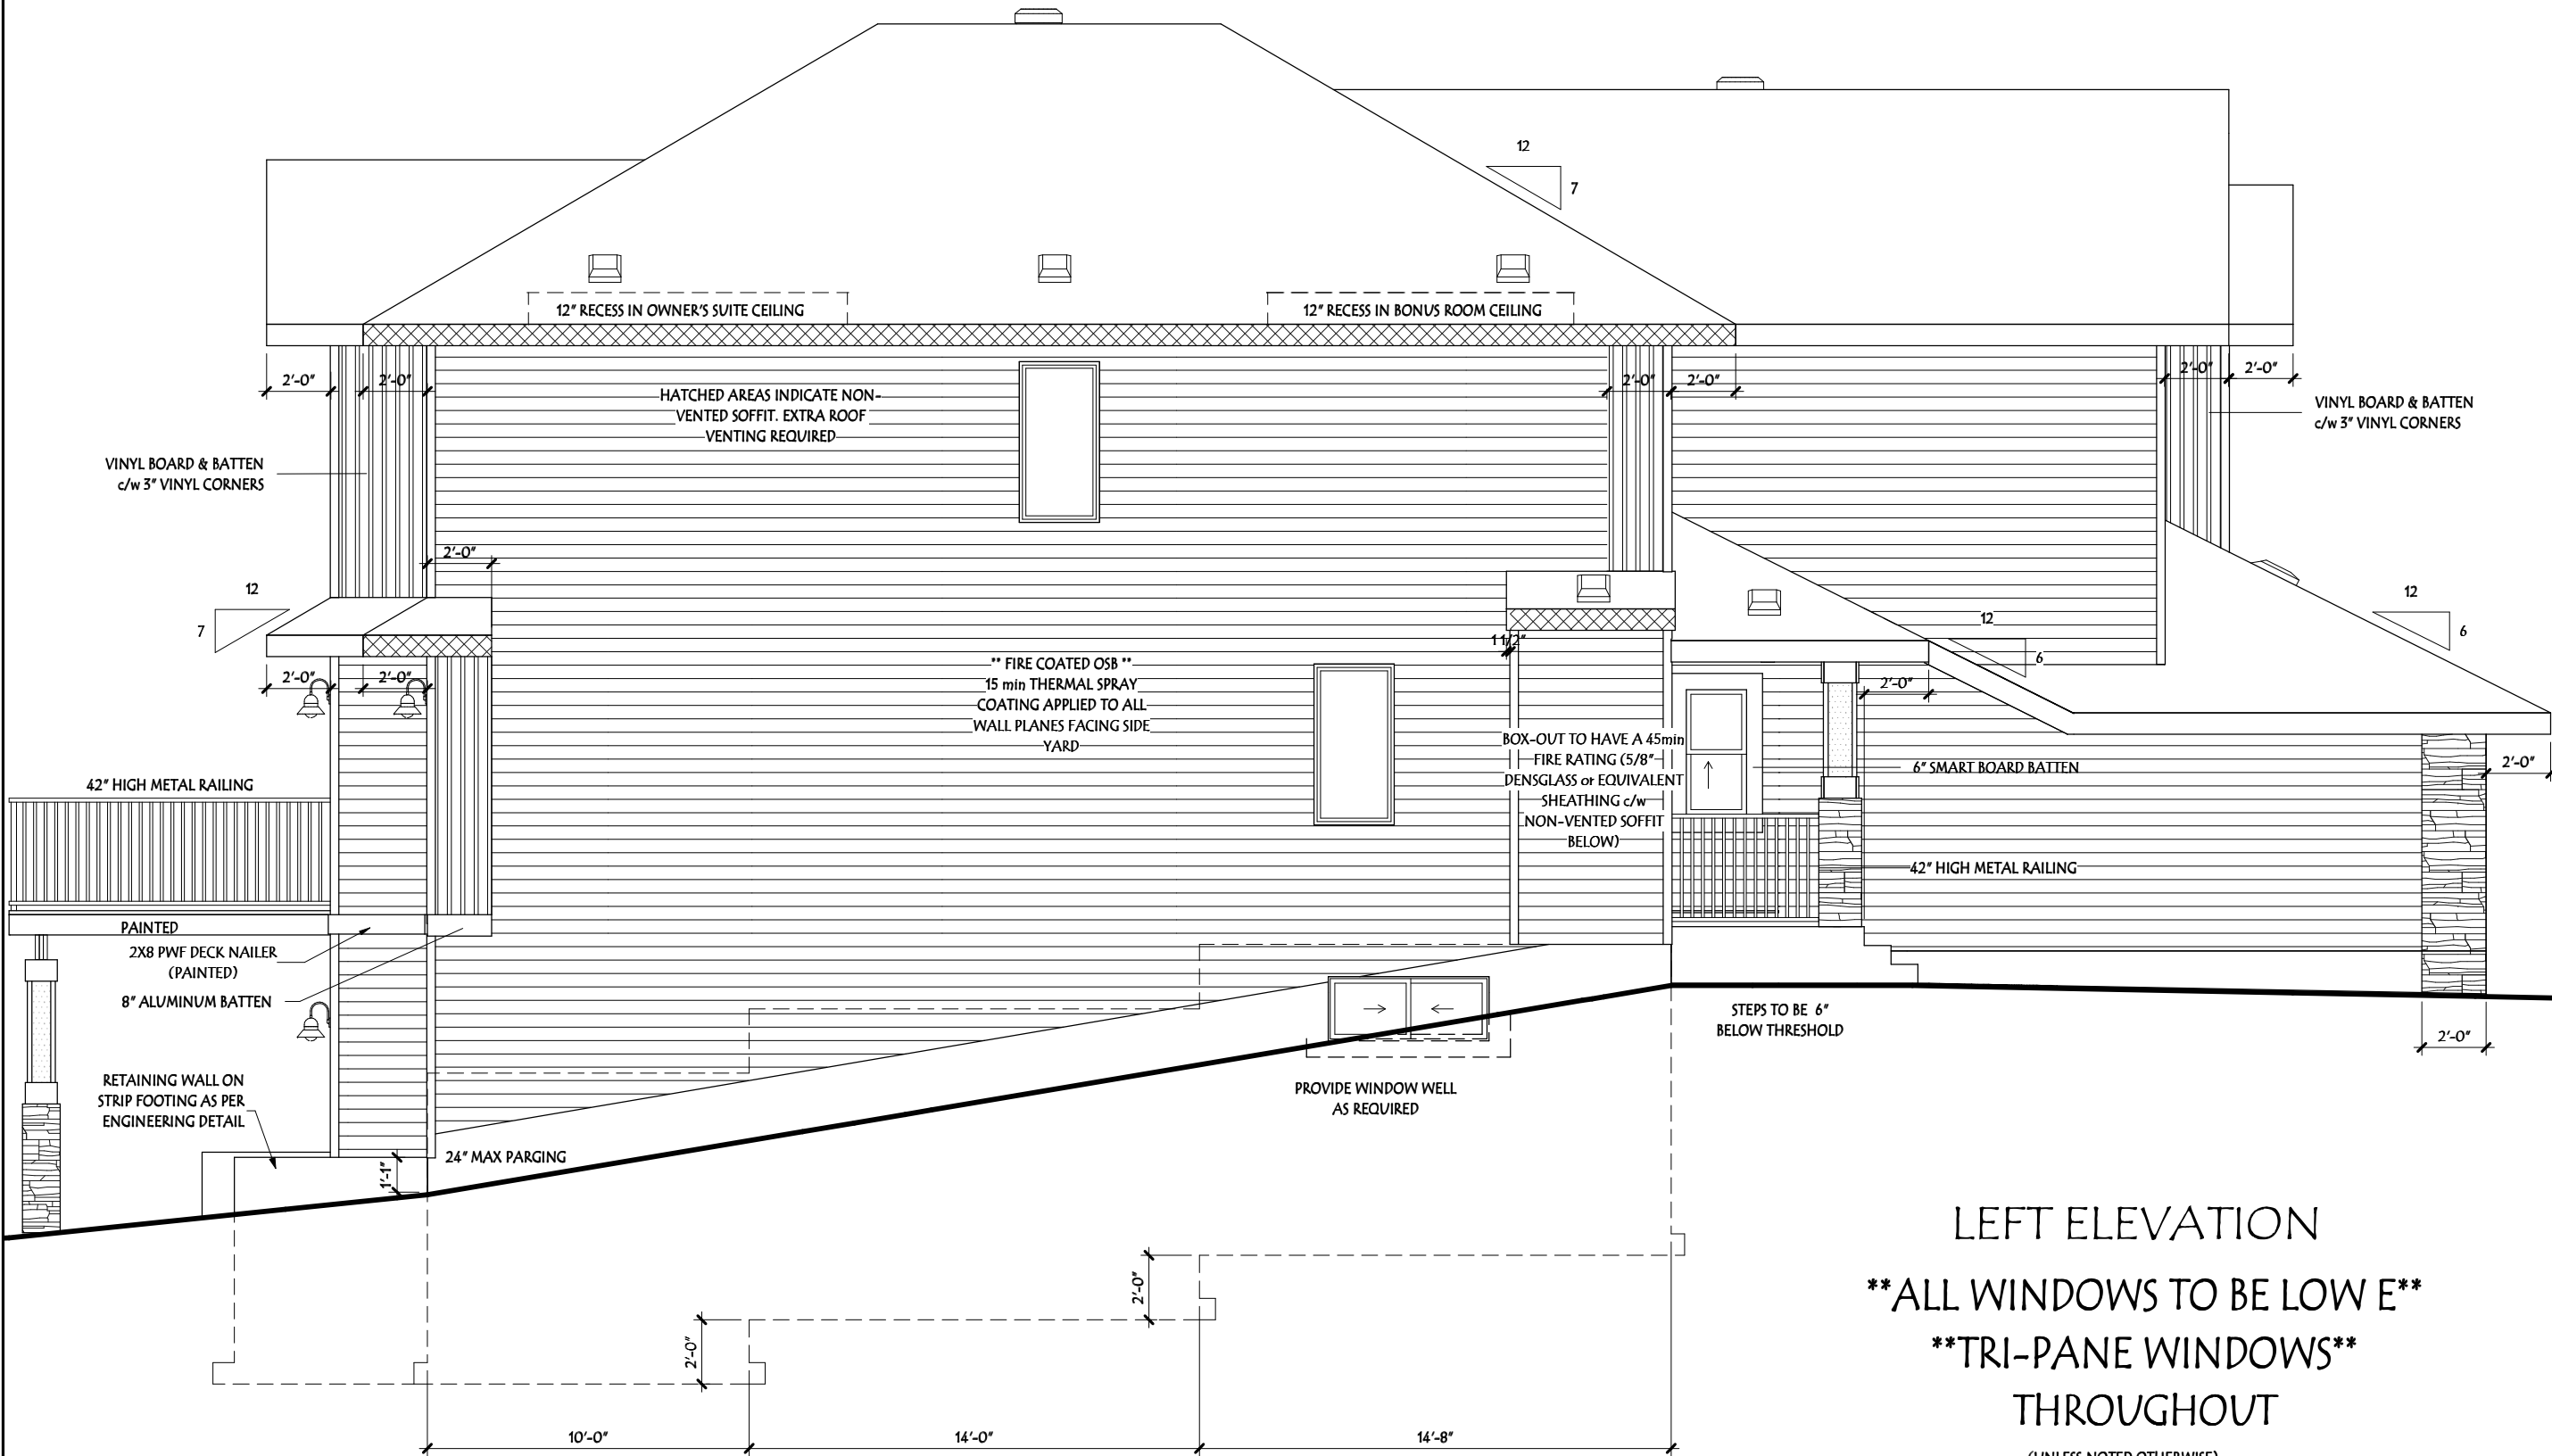 12
7
12" RECESS IN OWNER'S SUITE CEILING
12" RECESS IN BONUS ROOM CEILING
2'-0"
2'-0"
2'-0"
2'-0"
2'-0"
2'-0"
HATCHED AREAS INDICATE NON-
VENTED SOFFIT. EXTRA ROOF
VENTING REQUIRED
VINYL BOARD & BATTEN
c/w 3" VINYL CORNERS
VINYL BOARD & BATTEN
c/w 3" VINYL CORNERS
2'-0"
12
7
12
6
12
6
1 1/2"
2'-0"
2'-0"
2'-0"
** FIRE COATED OSB **
15 min THERMAL SPRAY
COATING APPLIED TO ALL
WALL PLANES FACING SIDE
YARD
BOX-OUT TO HAVE A 45min
FIRE RATING (5/8"
DENSGLASS or EQUIVALENT
SHEATHING c/w
NON-VENTED SOFFIT
BELOW)
6" SMART BOARD BATTEN
2'-0"
42" HIGH METAL RAILING
42" HIGH METAL RAILING
PAINTED
2X8 PWF DECK NAILER
(PAINTED)
8" ALUMINUM BATTEN
STEPS TO BE 6"
BELOW THRESHOLD
2'-0"
RETAINING WALL ON
STRIP FOOTING AS PER
ENGINEERING DETAIL
PROVIDE WINDOW WELL
AS REQUIRED
24" MAX PARGING
1'-1"
2'-0"
2'-0"
10'-0"
14'-0"
14'-8"
LEFT ELEVATION
**ALL WINDOWS TO BE LOW E**
**TRI-PANE WINDOWS**
THROUGHOUT
(UNLESS NOTED OTHERWISE)